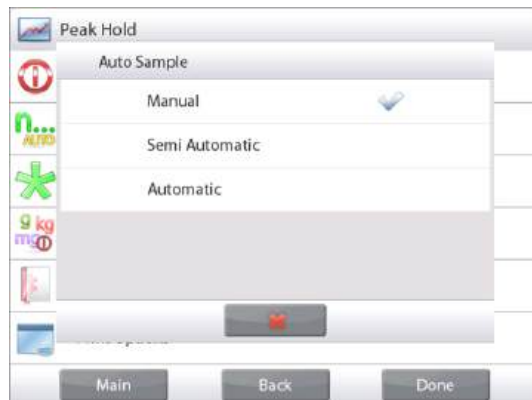 Peak Hold
Auto Sample
Manual
Semi Automatic
Automatic
n...
AUTO
g kg
mg
Main
Back
Done